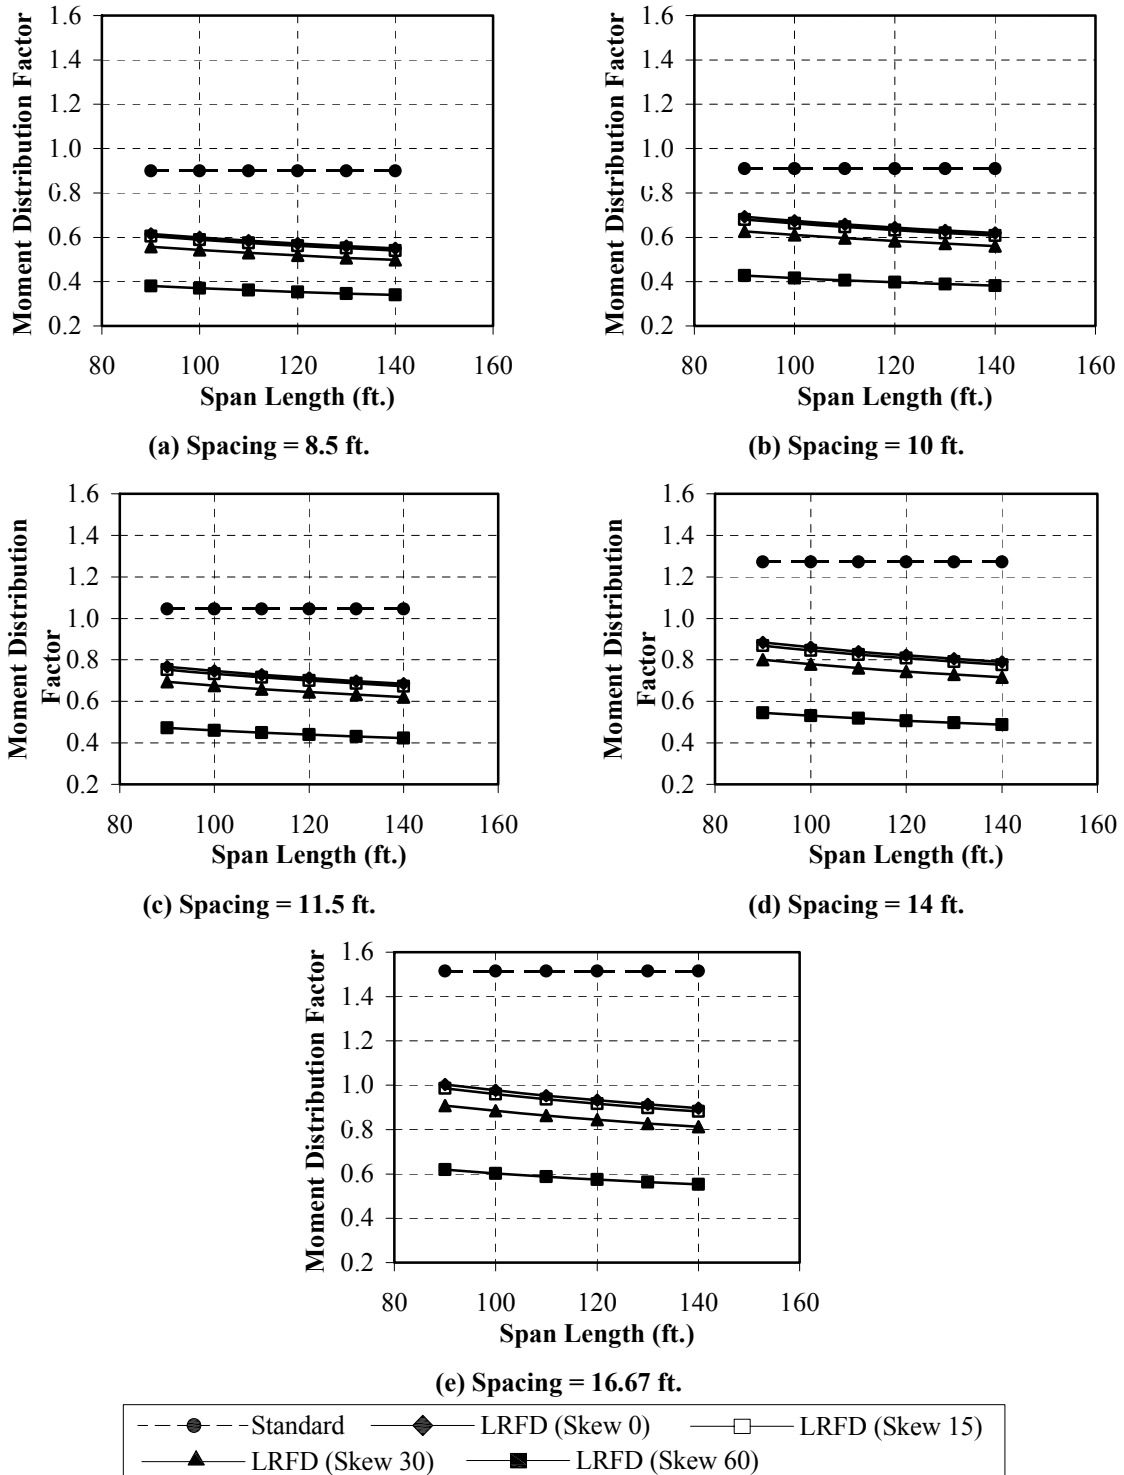 Moment Distribution Factor
1.6
1.4
1.2
1.0
0.8
0.6
0.4
0.2
80 100 120 140 160
Span Length (ft.)
(a) Spacing = 8.5 ft.
Moment Distribution Factor
1.6
1.4
1.2
1.0
0.8
0.6
0.4
0.2
80 100 120 140 160
Span Length (ft.)
(b) Spacing = 10 ft.
Moment Distribution
Factor
1.6
1.4
1.2
1.0
0.8
0.6
0.4
0.2
80 100 120 140 160
Span Length (ft.)
(c) Spacing = 11.5 ft.
Moment Distribution
Factor
1.6
1.4
1.2
1.0
0.8
0.6
0.4
0.2
80 100 120 140 160
Span Length (ft.)
(d) Spacing = 14 ft.
Moment Distribution Factor
1.6
1.4
1.2
1.0
0.8
0.6
0.4
0.2
80 100 120 140 160
Span Length (ft.)
(e) Spacing = 16.67 ft.
Standard LRFD (Skew 0) LRFD (Skew 15)
LRFD (Skew 30) LRFD (Skew 60)